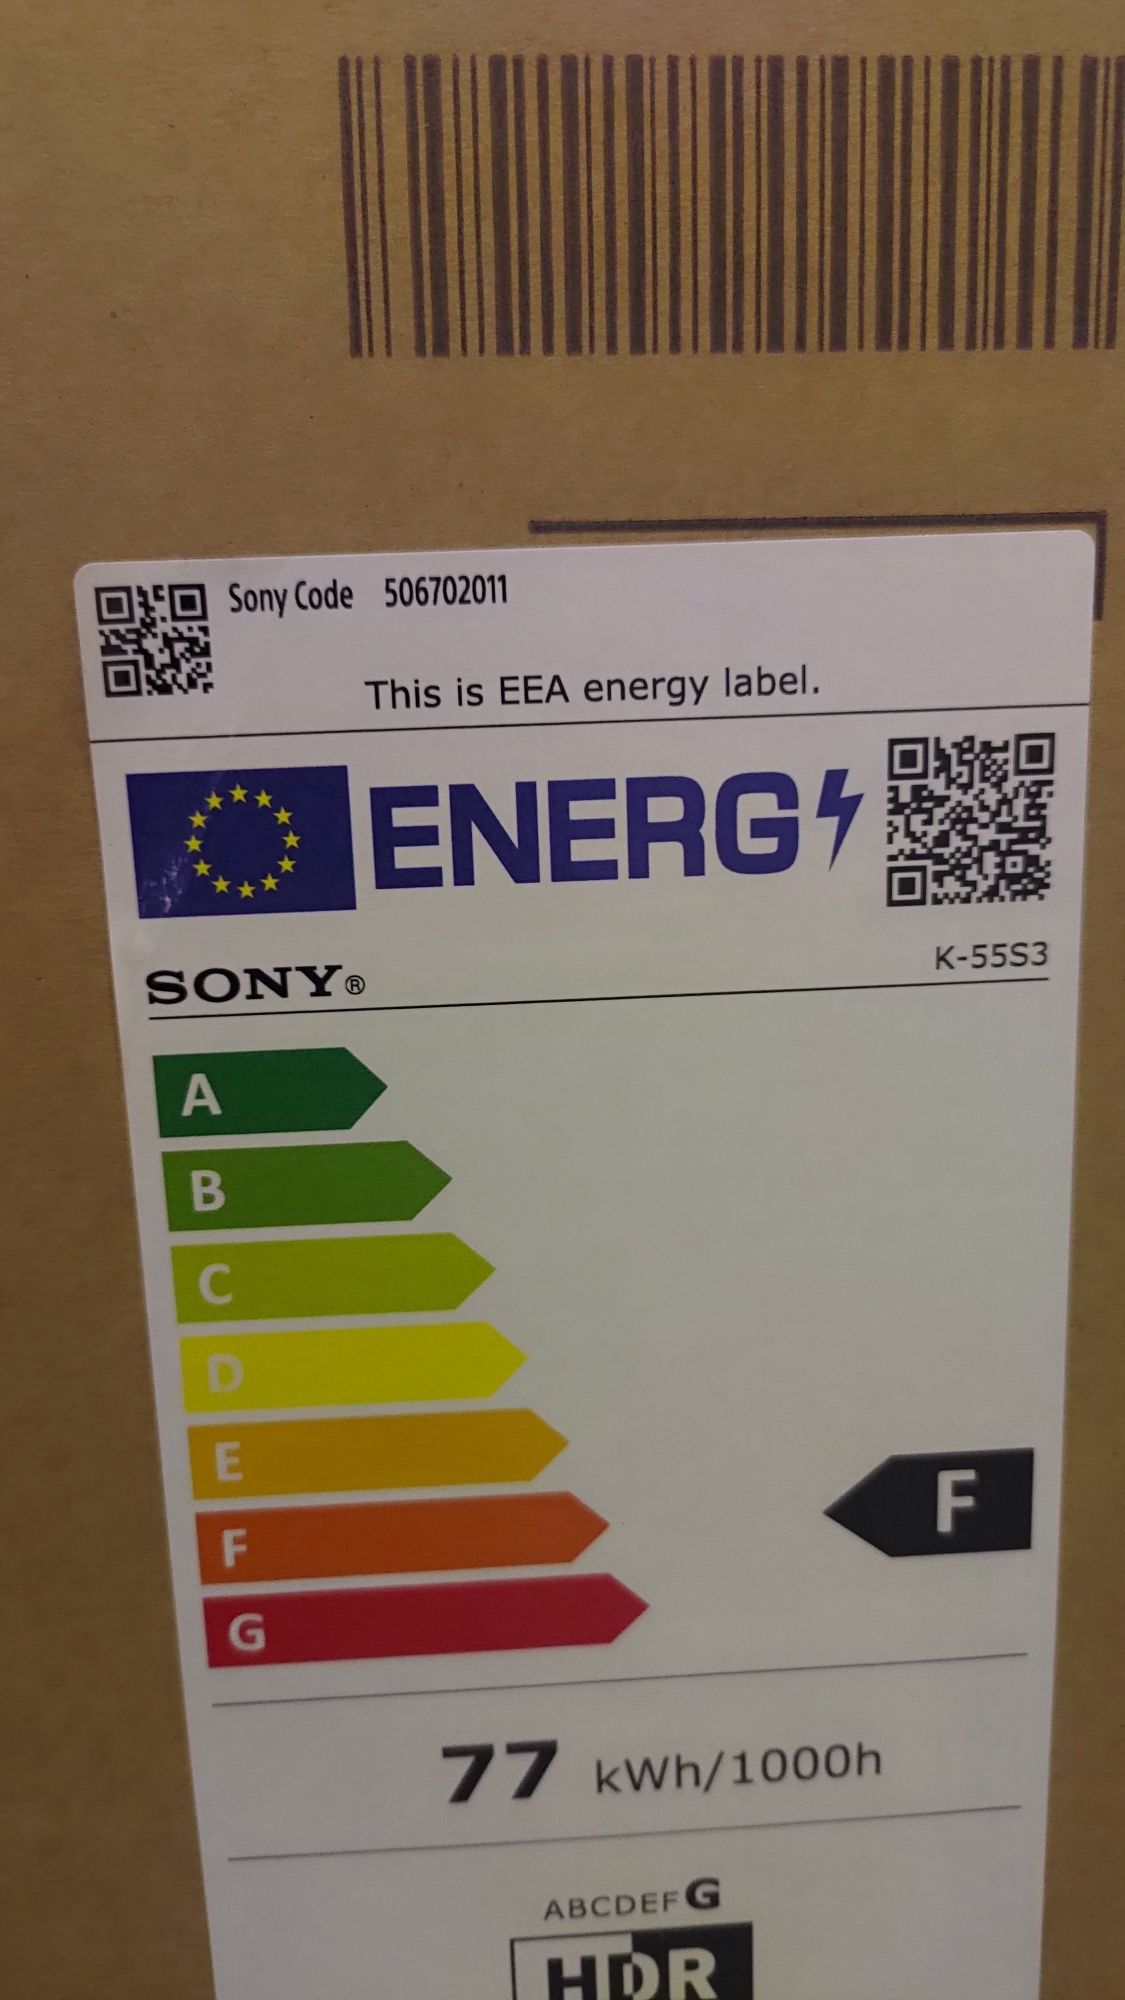 Sony Code 506702011
This is EEA energy label.
ENERG
SONY®
K-55S3
A
B
C
D
E
F
F
G
77 kWh/1000h
ABCDEFG
HDR